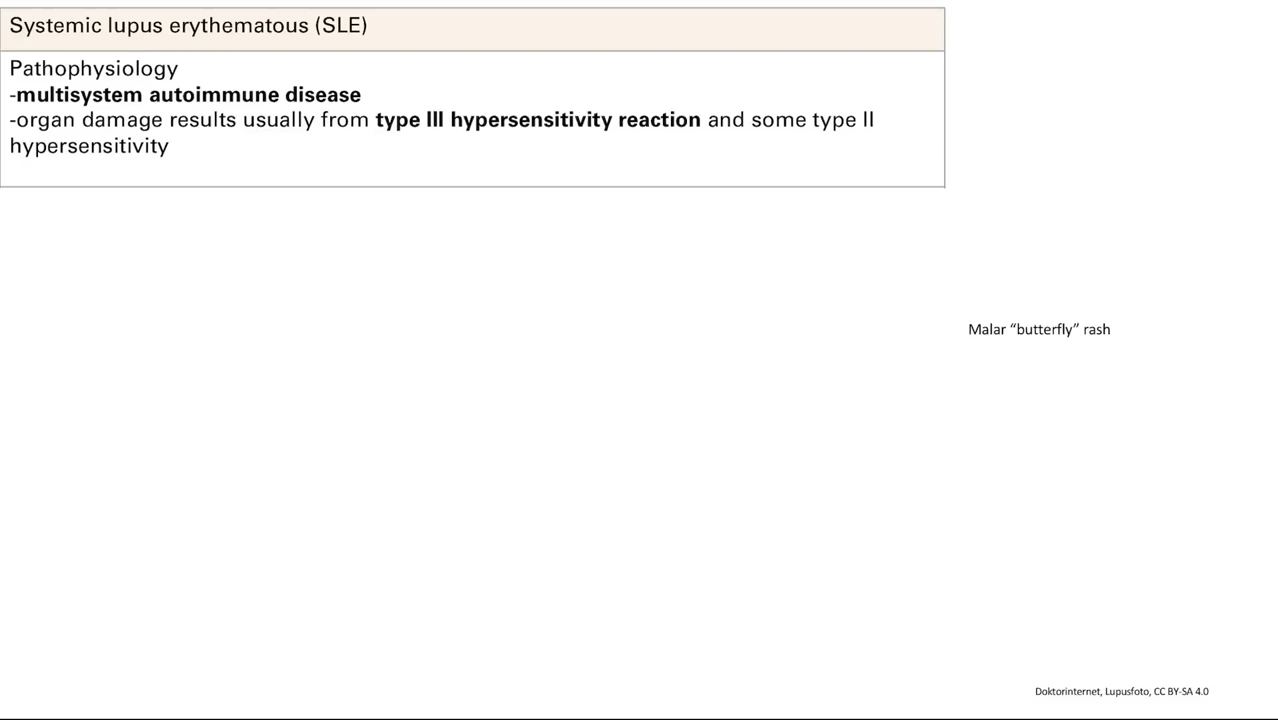 Systemic lupus erythematous (SLE)
Pathophysiology
-multisystem autoimmune disease
-organ damage results usually from type III hypersensitivity reaction and some type II
hypersensitivity
Malar “butterfly” rash
Doktorinternet, Lupusfoto, CC BY-SA 4.0